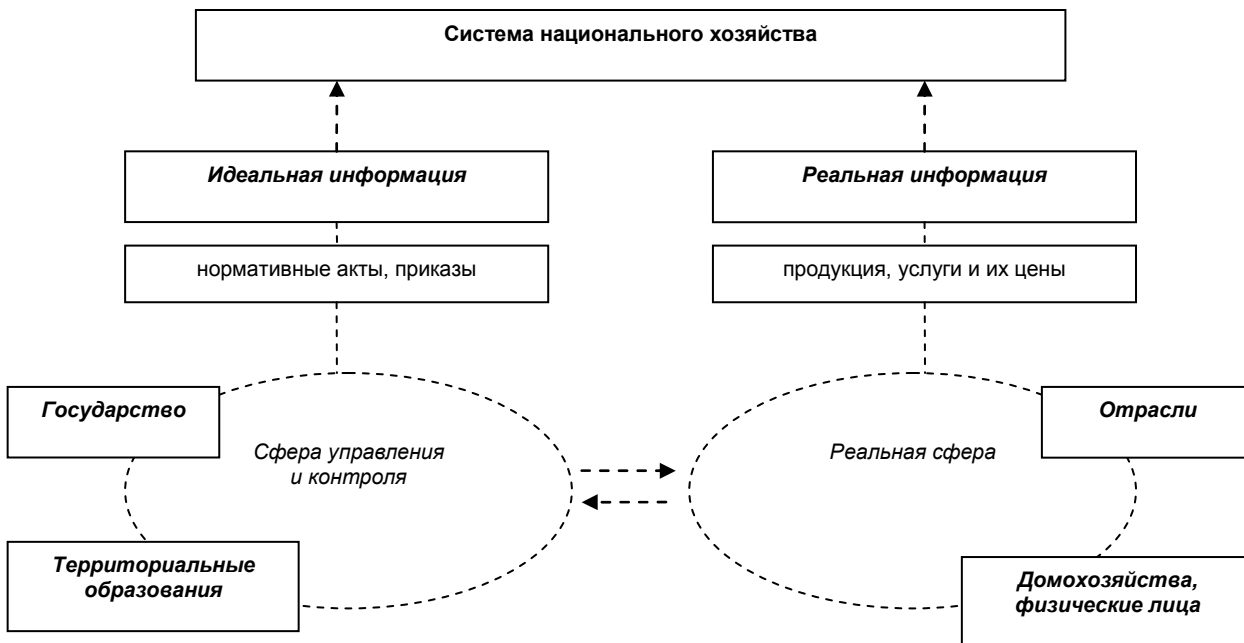 Система национального хозяйства
Идеальная информация
Реальная информация
нормативные акты, приказы
продукция, услуги и их цены
Государство
Отрасли
Сфера управления
и контроля
Реальная сфера
Территориальные
образования
Домохозяйства,
физические лица